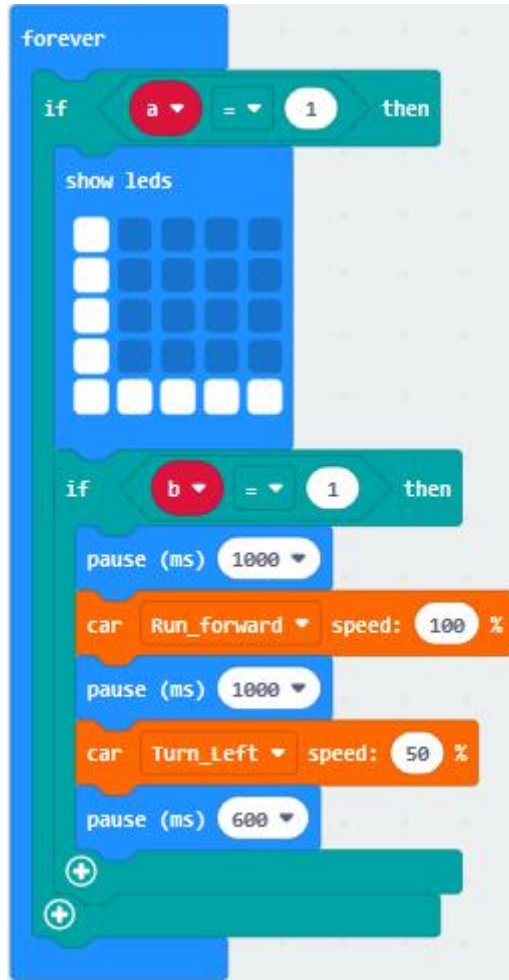 forever
if a = 1 then
show leds
if b = 1 then
pause (ms) 1000
car Run_forward speed: 100 %
pause (ms) 1000
car Turn_Left speed: 50 %
pause (ms) 600